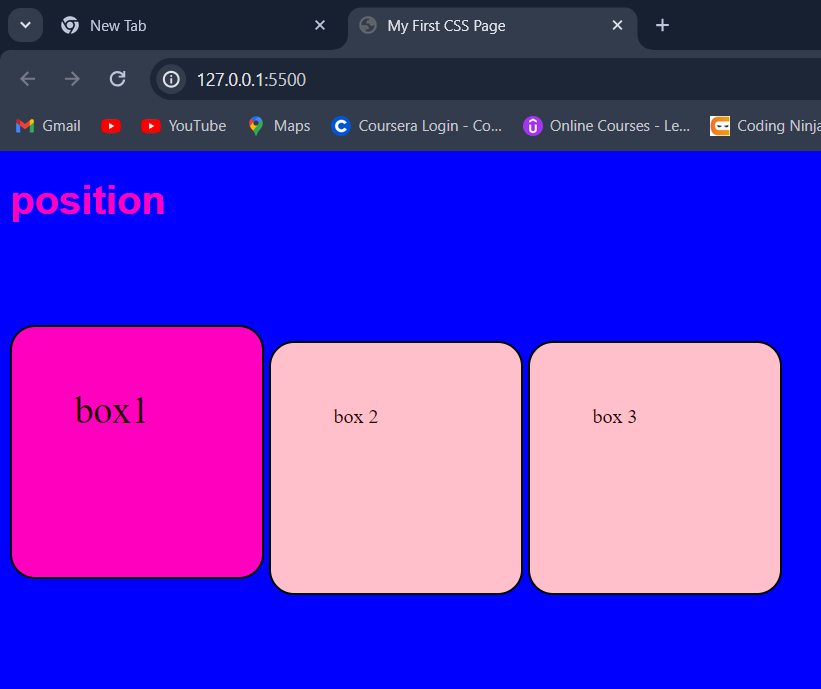 New Tab
My First CSS Page
127.0.0.1:5500
Gmail YouTube Maps Coursera Login - Co... Online Courses - Le... Coding Ninja
position
box1 box 2 box 3